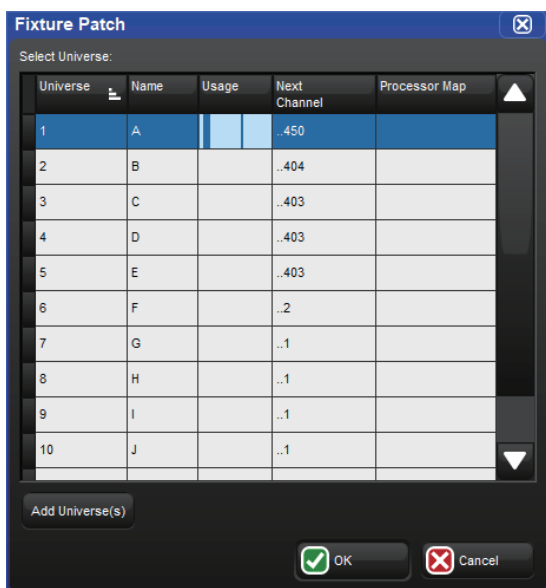 Fixture Patch
Select Universe:
Universe Name Usage Next Channel Processor Map
1 A ..450
2 B ..404
3 C ..403
4 D ..403
5 E ..403
6 F ..2
7 G ..1
8 H ..1
9 I ..1
10 J ..1
Add Universe(s)
OK Cancel